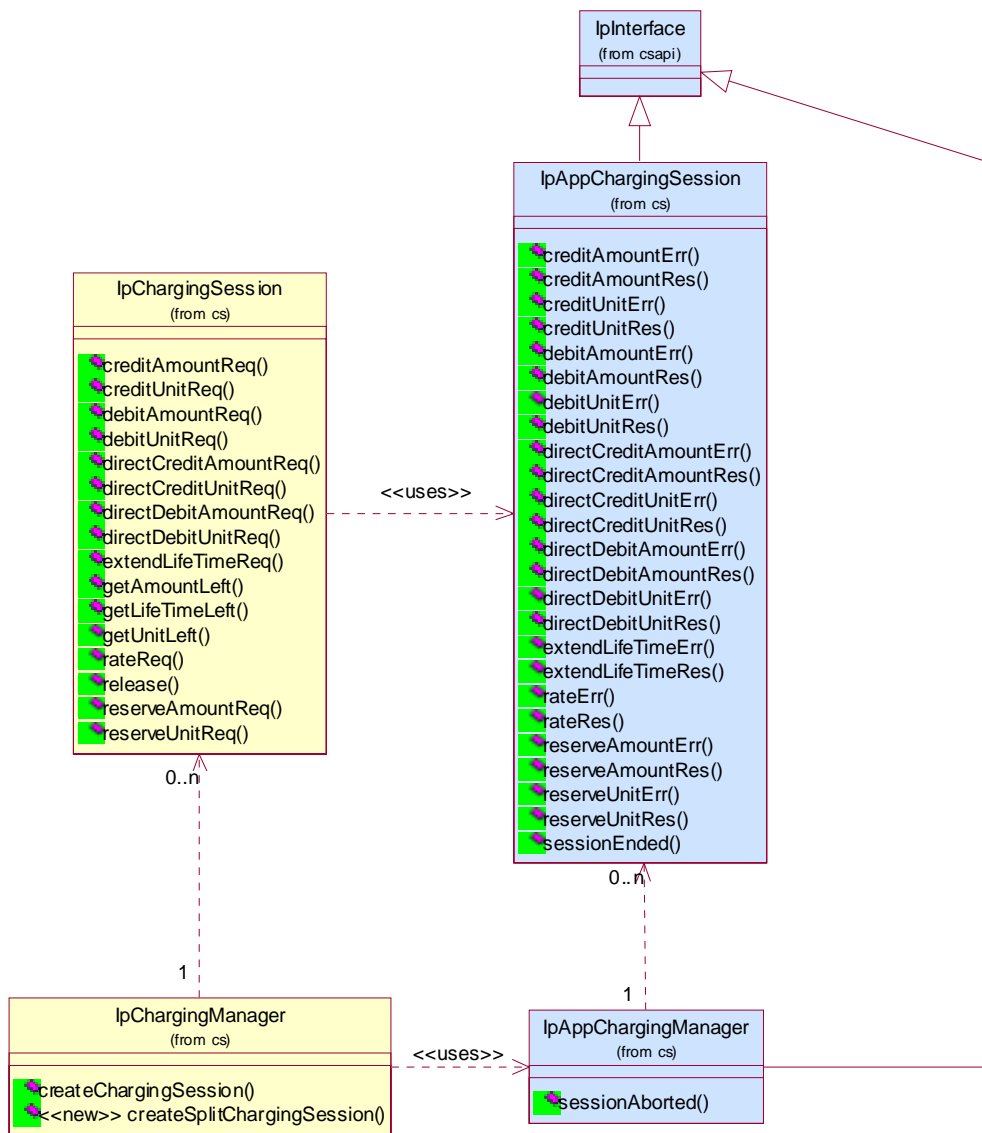 IpInterface
(from csapi)
IpAppChargingSession
(from cs)
creditAmountErr()
creditAmountRes()
creditUnitErr()
creditUnitRes()
debitAmountErr()
debitAmountRes()
debitUnitErr()
debitUnitRes()
directCreditAmountErr()
directCreditAmountRes()
directCreditUnitErr()
directCreditUnitRes()
directDebitAmountErr()
directDebitAmountRes()
directDebitUnitErr()
directDebitUnitRes()
extendLifeTimeErr()
extendLifeTimeRes()
rateErr()
rateRes()
reserveAmountErr()
reserveAmountRes()
reserveUnitErr()
reserveUnitRes()
sessionEnded()
IpChargingSession
(from cs)
creditAmountReq()
creditUnitReq()
debitAmountReq()
debitUnitReq()
directCreditAmountReq()
directCreditUnitReq()
directDebitAmountReq()
directDebitUnitReq()
extendLifeTimeReq()
getAmountLeft()
getLifeTimeLeft()
getUnitLeft()
rateReq()
release()
reserveAmountReq()
reserveUnitReq()
<<uses>>
0..n
0..n
1
1
IpChargingManager
(from cs)
createChargingSession()
<<new>> createSplitChargingSession()
<<uses>>
IpAppChargingManager
(from cs)
sessionAborted()